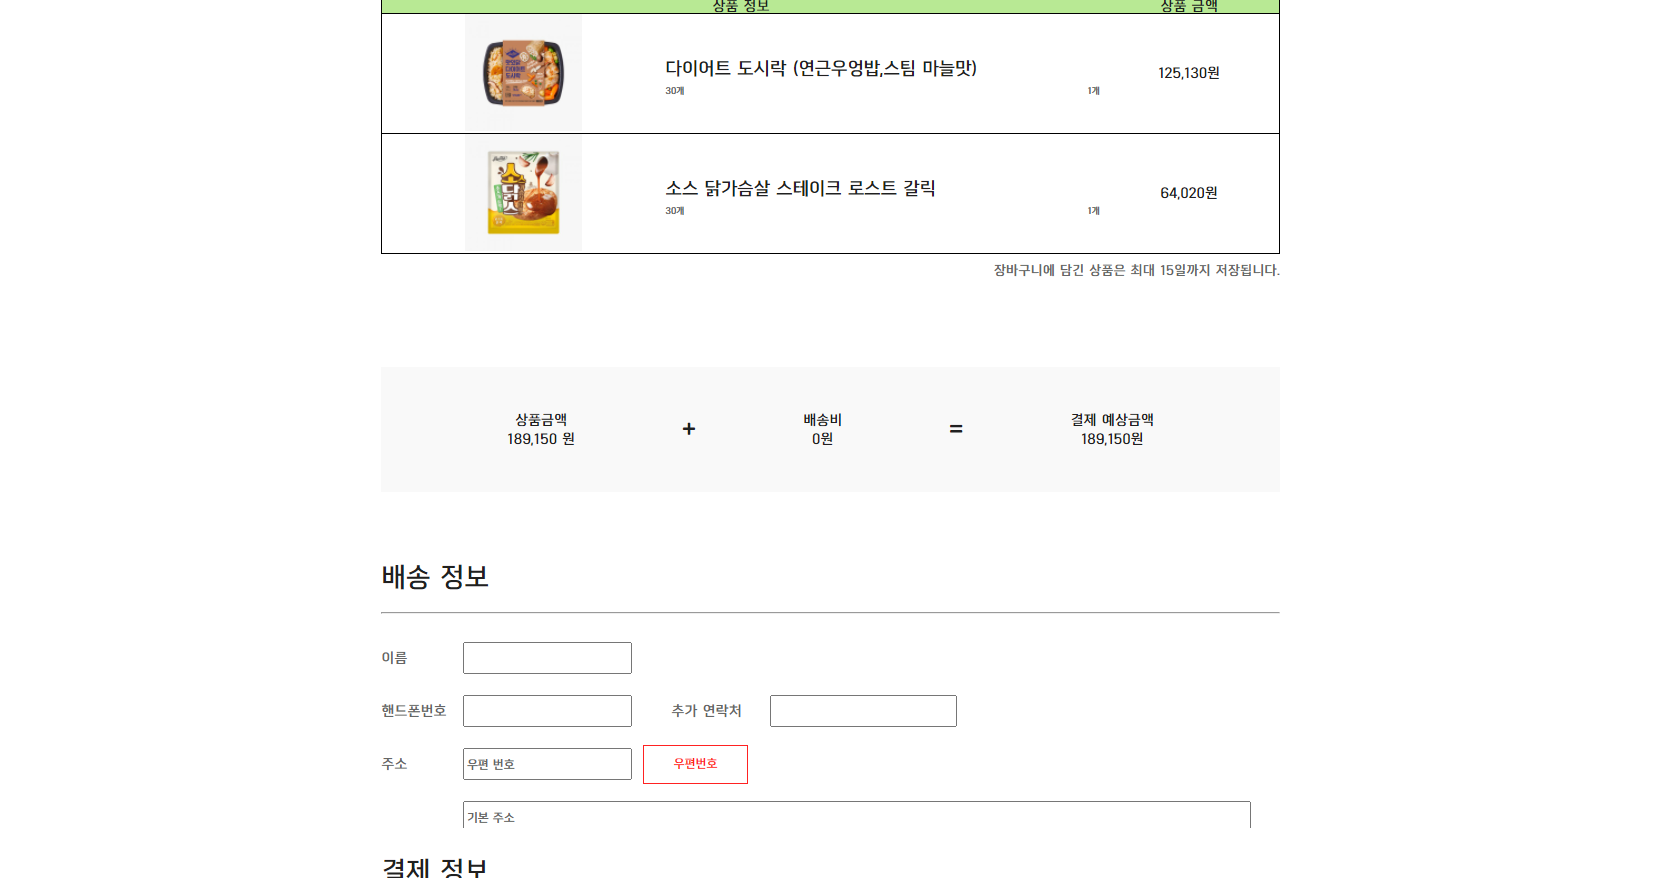 상품 정보 상품 금액
다이어트 도시락 (연근우엉밥,스팀 마늘맛)
30개 1개 125,130원
소스 닭가슴살 스테이크 로스트 갈릭
30개 1개 64,020원
장바구니에 담긴 상품은 최대 15일까지 저장됩니다.
상품금액 + 배송비 = 결제 예상금액
189,150 원 0원 189,150원
배송 정보
이름
핸드폰번호 추가 연락처
주소 우편 번호 우편번호
기본 주소
결제 정보